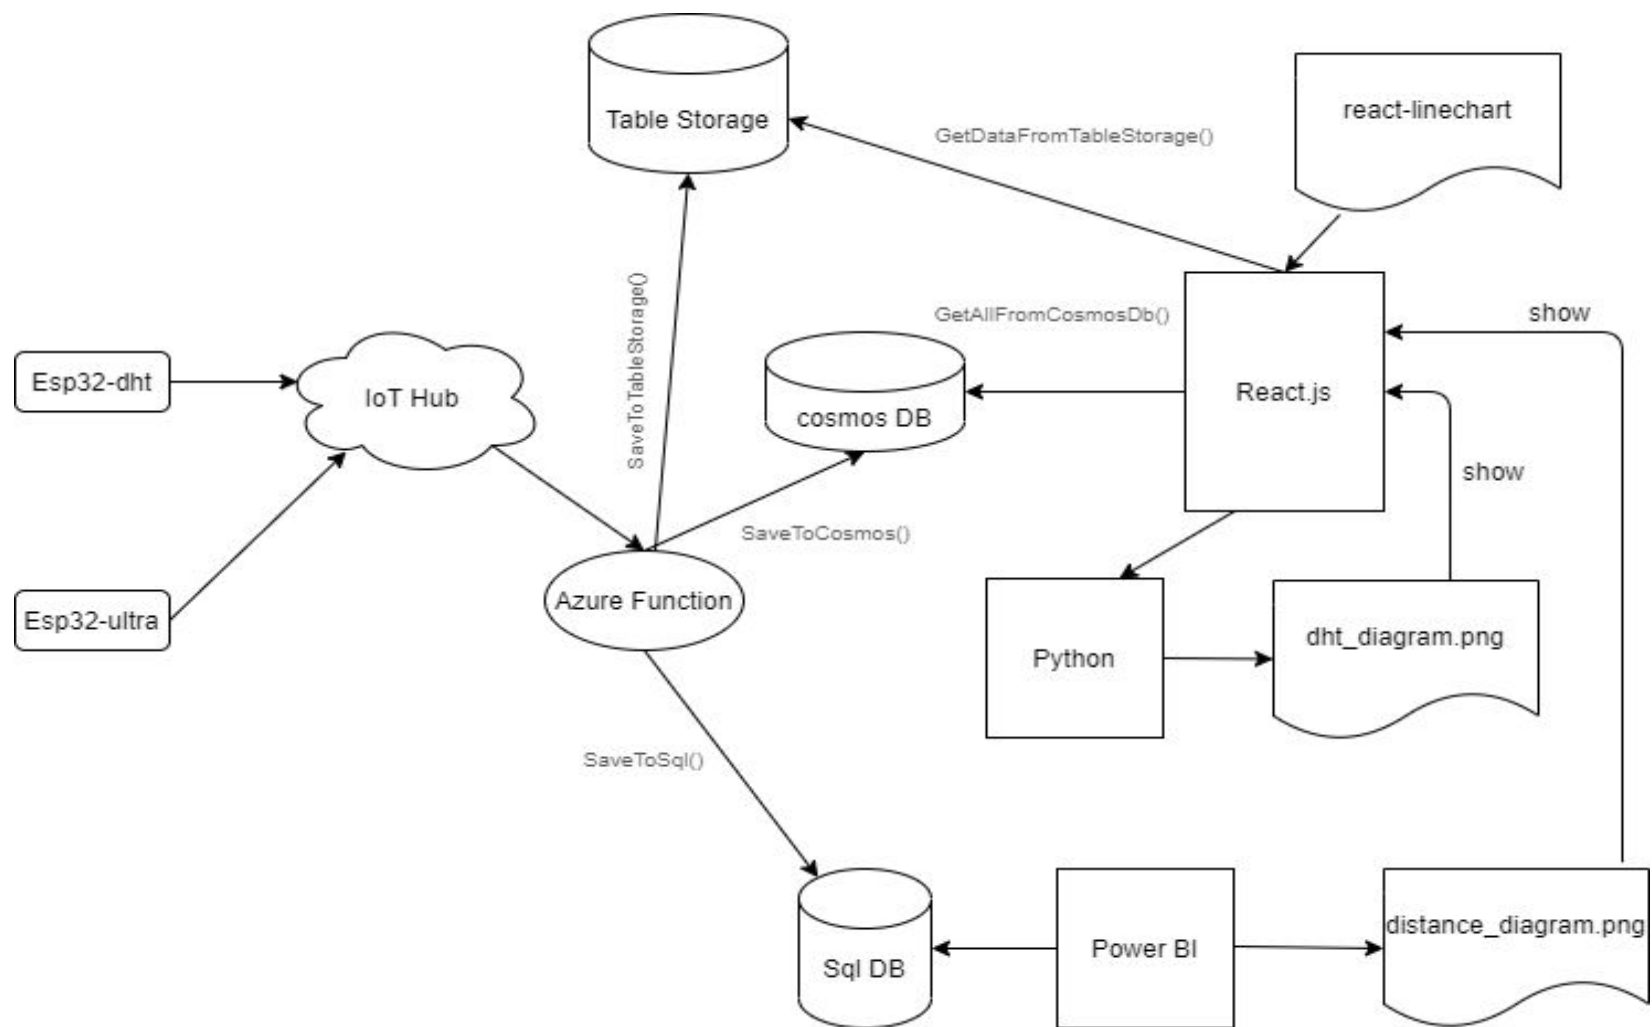 Table Storage
react-linechart
GetDataFromTableStorage()
SaveToTableStorage()
GetAllFromCosmosDb()
show
Esp32-dht
IoT Hub
cosmos DB
React.js
show
SaveToCosmos()
Azure Function
Esp32-ultra
Python
dht_diagram.png
SaveToSql()
Sql DB
Power BI
distance_diagram.png